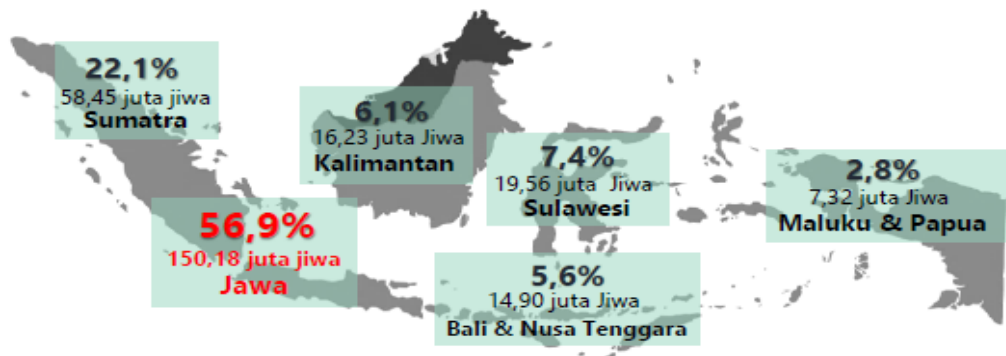 22,1%
58,45 juta jiwa
Sumatra
6,1%
16,23 juta Jiwa
Kalimantan
7,4%
19,56 juta Jiwa
Sulawesi
2,8%
7,32 juta Jiwa
Maluku & Papua
56,9%
150,18 juta jiwa
Jawa
5,6%
14,90 juta Jiwa
Bali & Nusa Tenggara